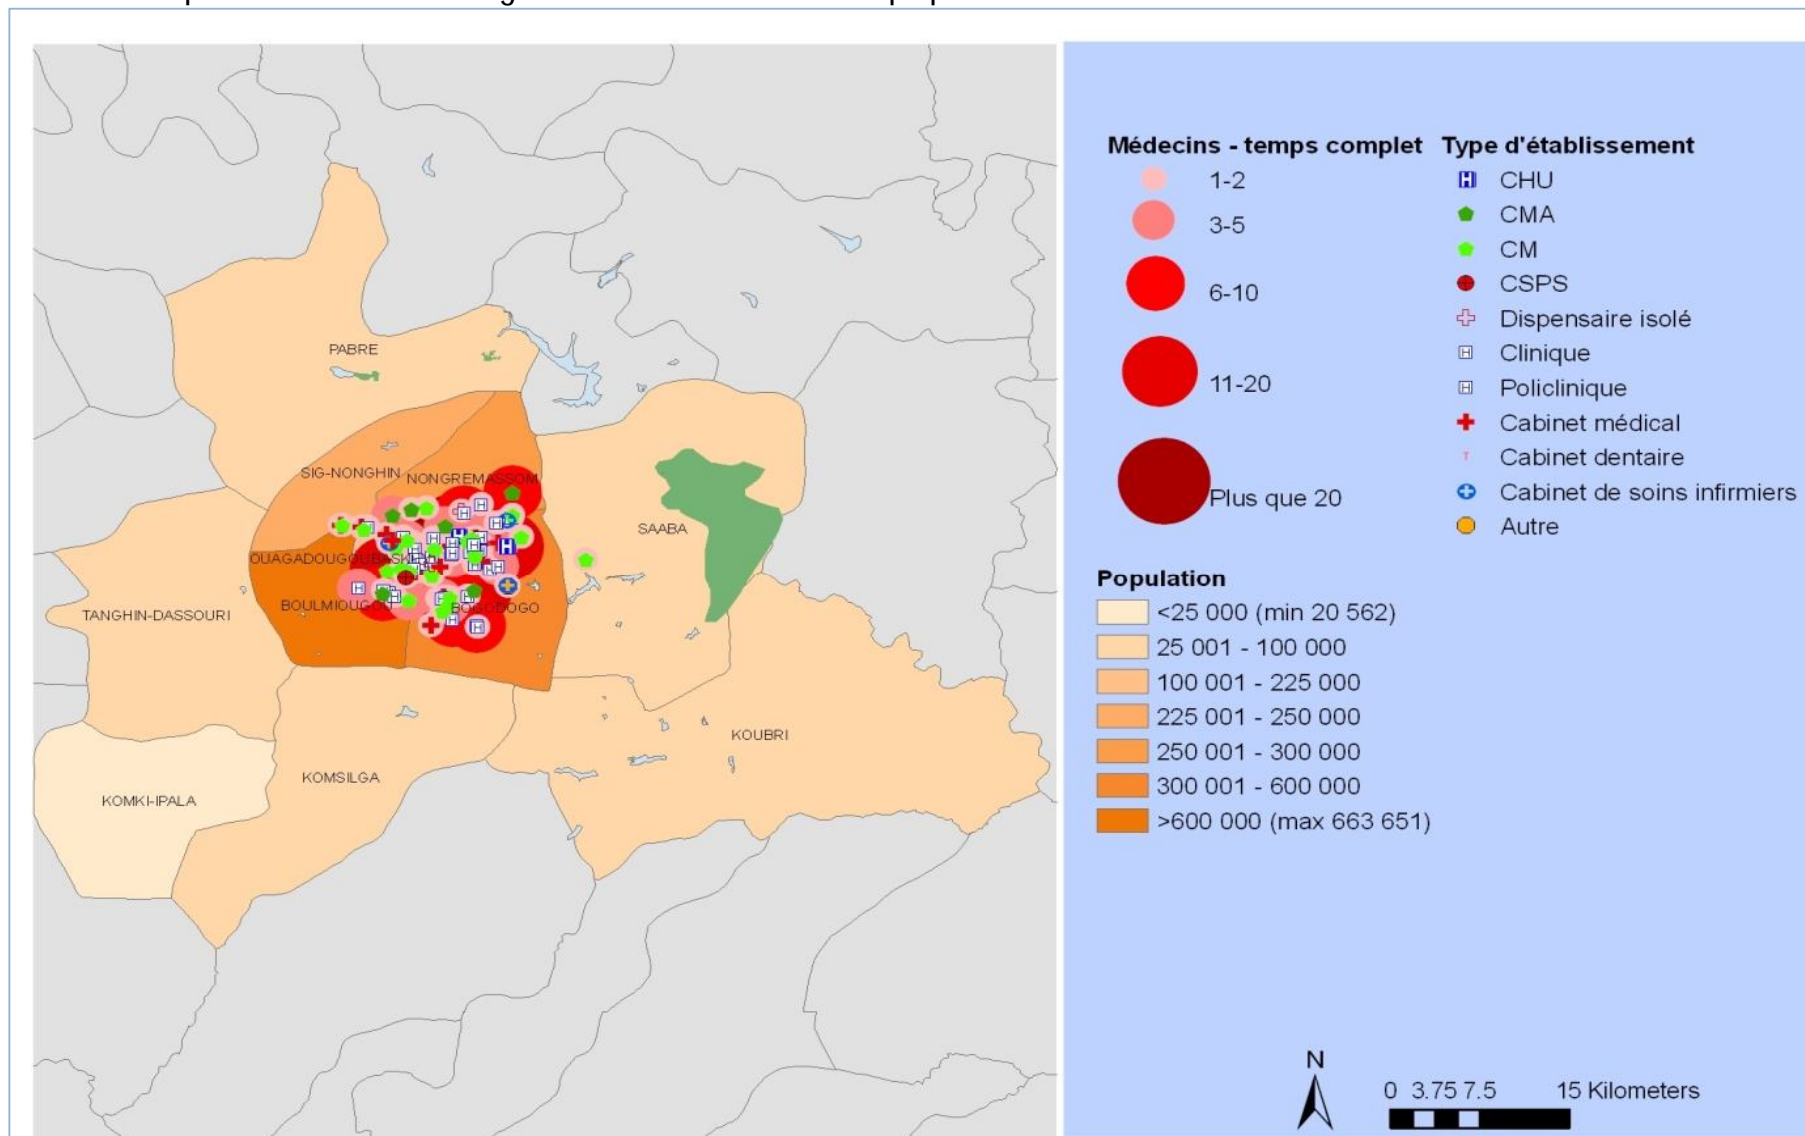 PABRE
SIG-NONGHIN
NONGREMASSOM
SAABA
BOULMIOUGOU
BOGODOGO
TANGHIN-DASSOURI
KOUBRI
KOMSILGA
KOMKI-IPALA
Médecins - temps complet
1-2
3-5
6-10
11-20
Plus que 20
Type d'établissement
CHU
CMA
CM
CSPS
Dispensaire isolé
Clinique
Policlinique
Cabinet médical
Cabinet dentaire
Cabinet de soins infirmiers
Autre
Population
<25 000 (min 20 562)
25 001 - 100 000
100 001 - 225 000
225 001 - 250 000
250 001 - 300 000
300 001 - 600 000
>600 000 (max 663 651)
N
0 3.75 7.5 15 Kilometers